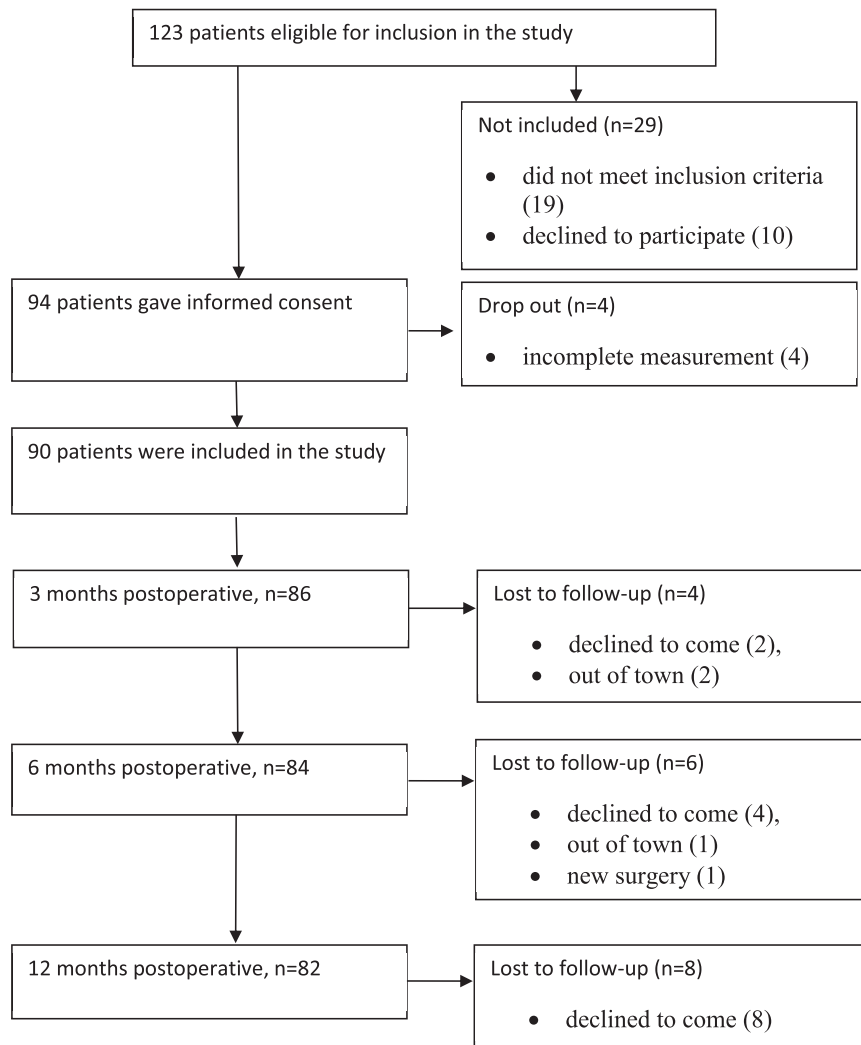 123 patients eligible for inclusion in the study
Not included (n=29)
• did not meet inclusion criteria
(19)
• declined to participate (10)
94 patients gave informed consent
Drop out (n=4)
• incomplete measurement (4)
90 patients were included in the study
3 months postoperative, n=86
Lost to follow-up (n=4)
• declined to come (2),
• out of town (2)
6 months postoperative, n=84
Lost to follow-up (n=6)
• declined to come (4),
• out of town (1)
• new surgery (1)
12 months postoperative, n=82
Lost to follow-up (n=8)
• declined to come (8)